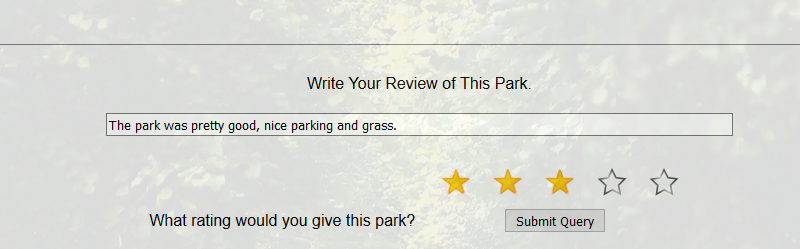 Write Your Review of This Park.
The park was pretty good, nice parking and grass.
What rating would you give this park?
Submit Query